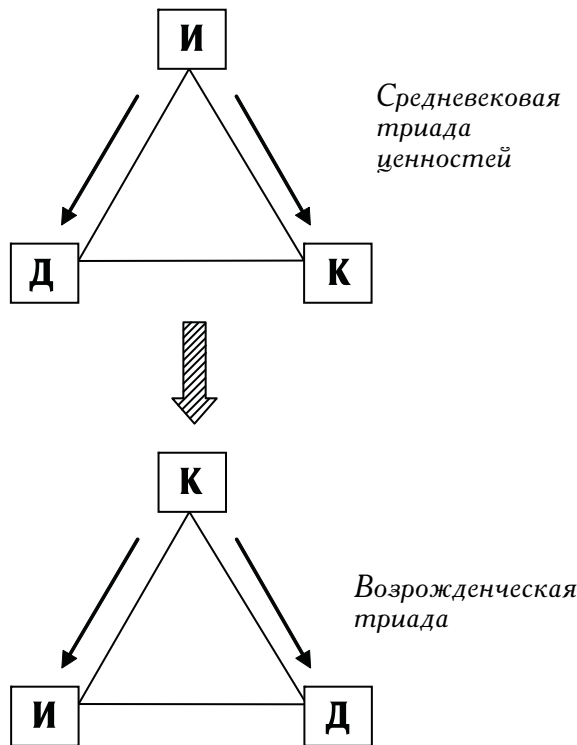 И
Средневековая
триада
ценностей
Д
К
К
Возрожденческая
триада
И
Д